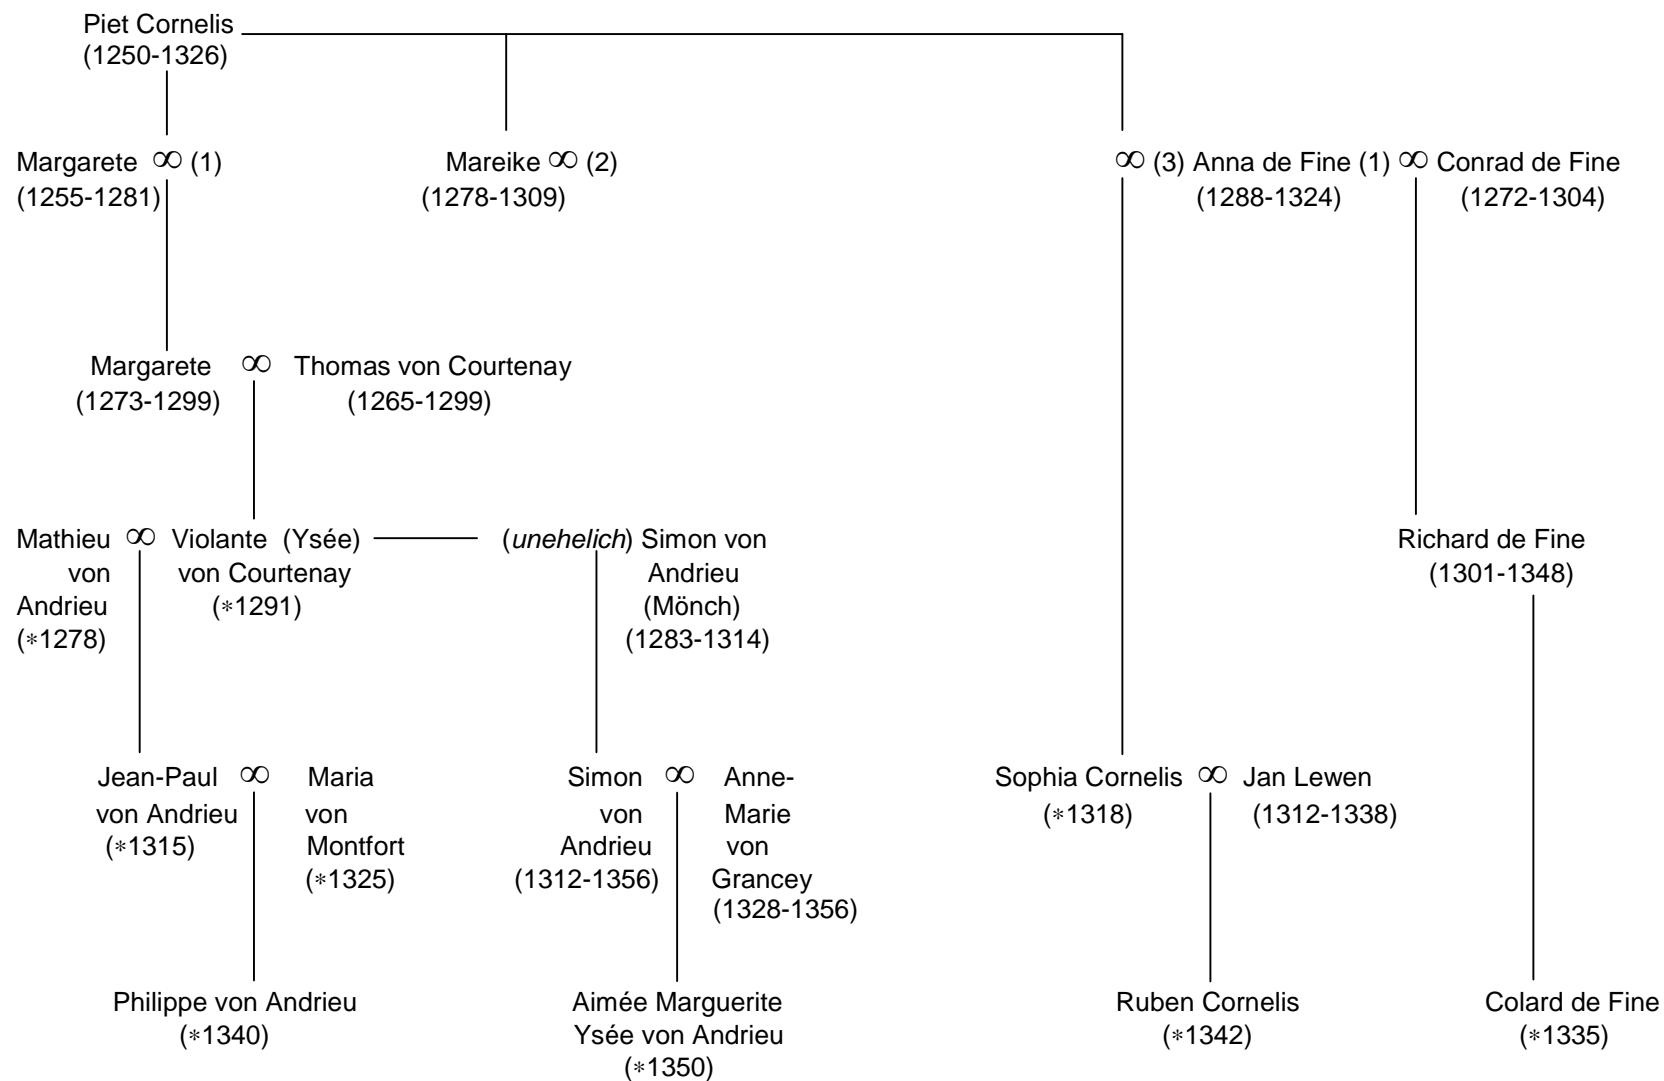 Piet Cornelis
(1250-1326)
Margarete ∞ (1)
(1255-1281)
Mareike ∞ (2)
(1278-1309)
∞ (3) Anna de Fine (1) ∞ Conrad de Fine
(1288-1324)
(1272-1304)
Margarete ∞ Thomas von Courtenay
(1273-1299)
(1265-1299)
Mathieu ∞
von
Andrieu
(*1278)
Violante (Ysée)
von Courtenay
(*1291)
(unehelich) Simon von
Andrieu
(Mönch)
(1283-1314)
Richard de Fine
(1301-1348)
Jean-Paul ∞
von Andrieu
(*1315)
Maria
von
Montfort
(*1325)
Simon ∞
von
Andrieu
(1312-1356)
Anne-
Marie
von
Grancey
(1328-1356)
Sophia Cornelis ∞ Jan Lewen
(*1318)
(1312-1338)
Philippe von Andrieu
(*1340)
Aimée Marguerite
Ysée von Andrieu
(*1350)
Ruben Cornelis
(*1342)
Colard de Fine
(*1335)